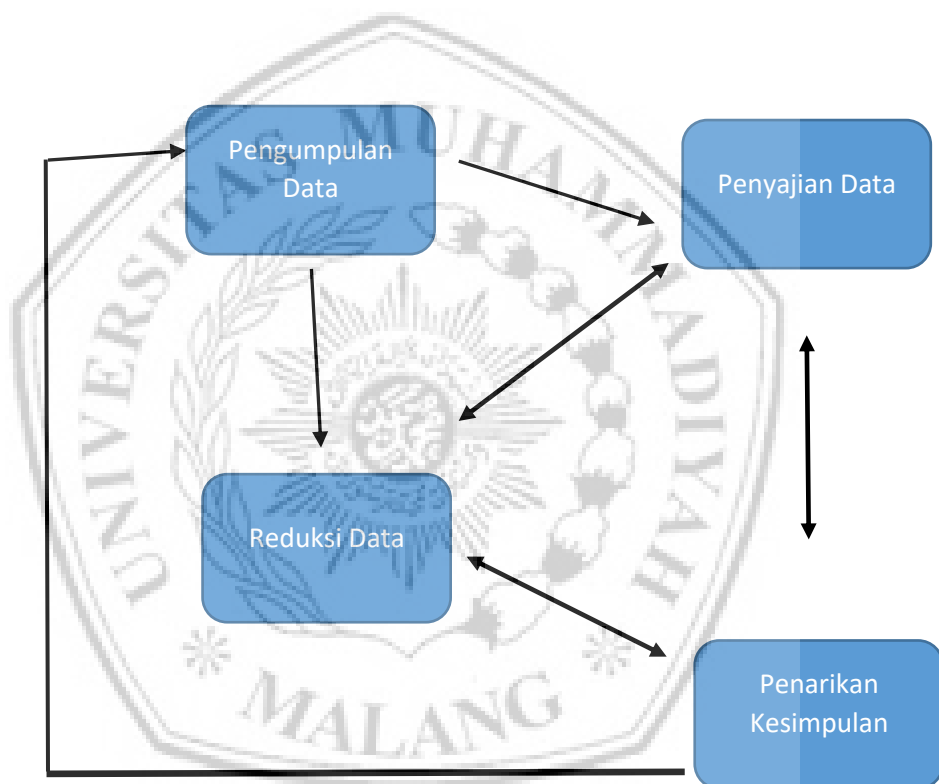 UNIVERSITAS MUHAMMADIYAH
Pengumpulan
Data
Penyajian Data
Reduksi Data
Penarikan
Kesimpulan
MALANG